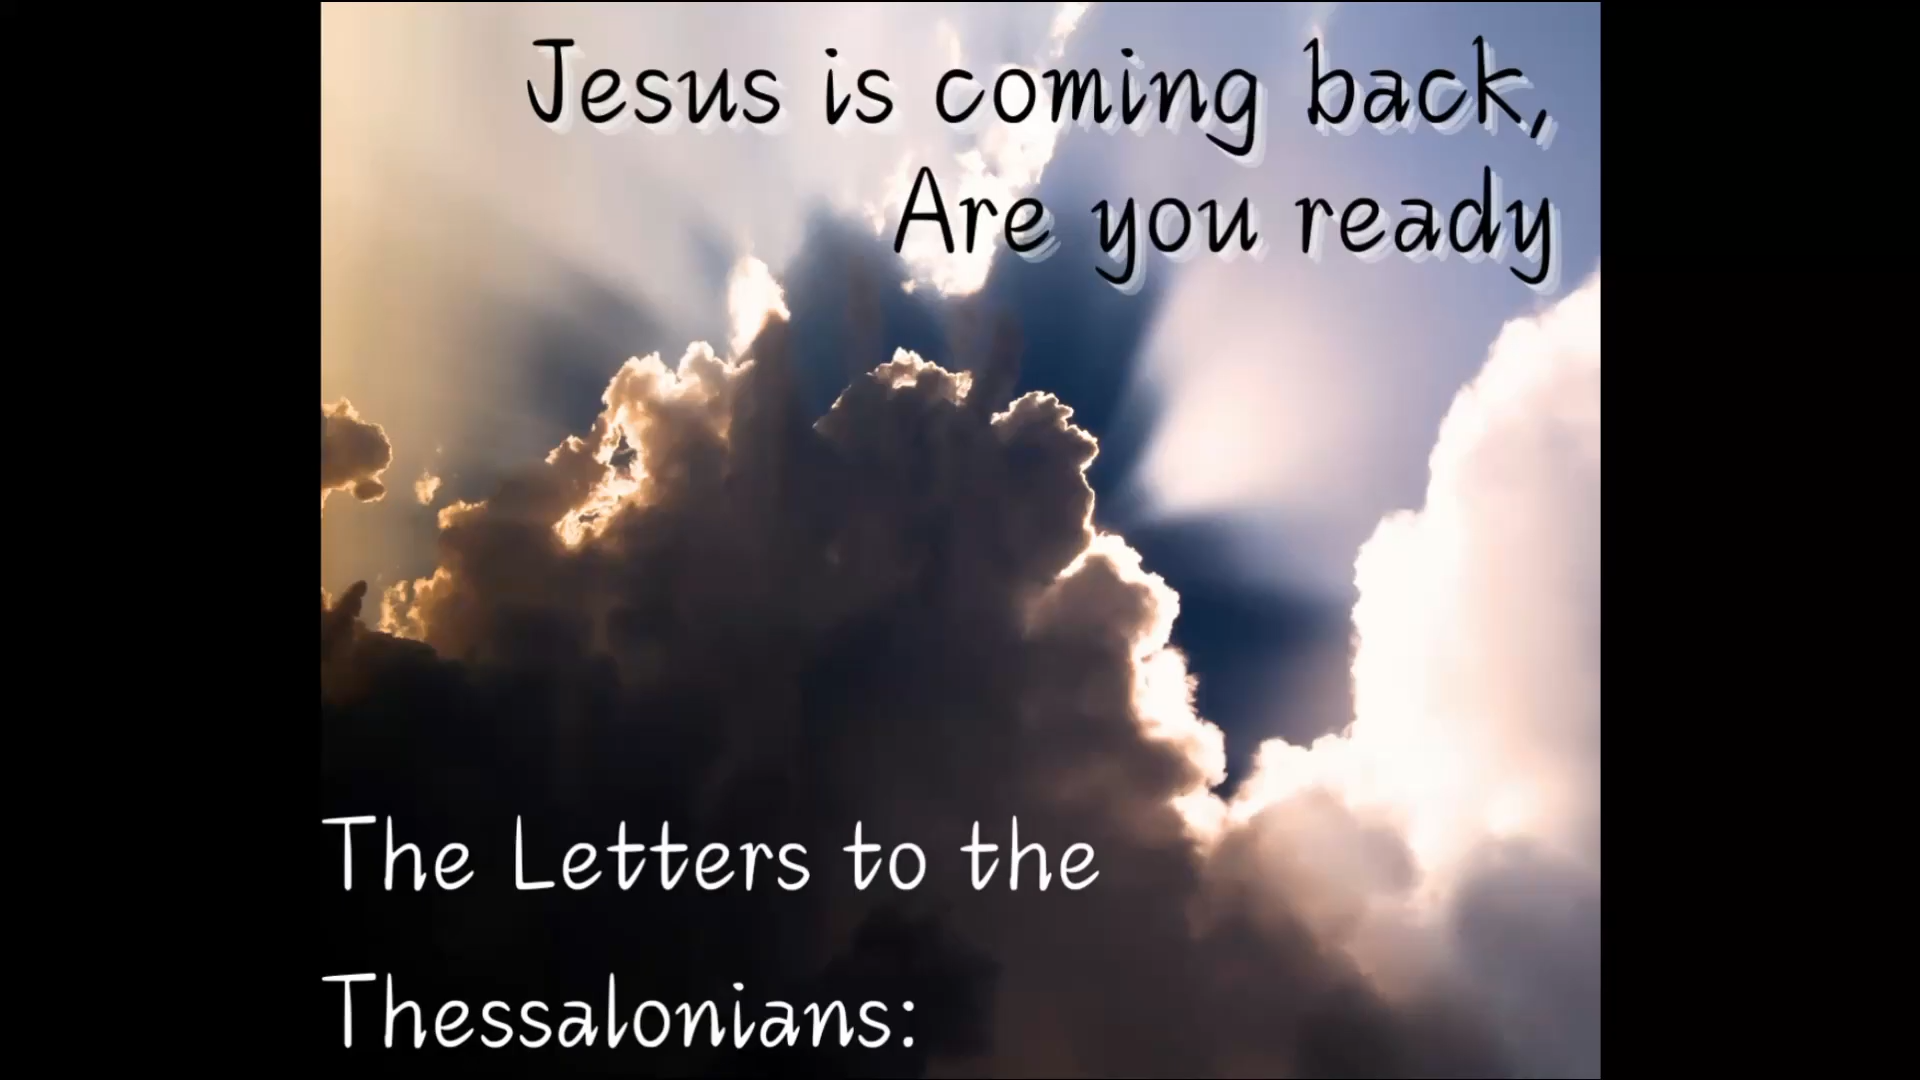 Jesus is coming back,
Are you ready
The Letters to the
Thessalonians: